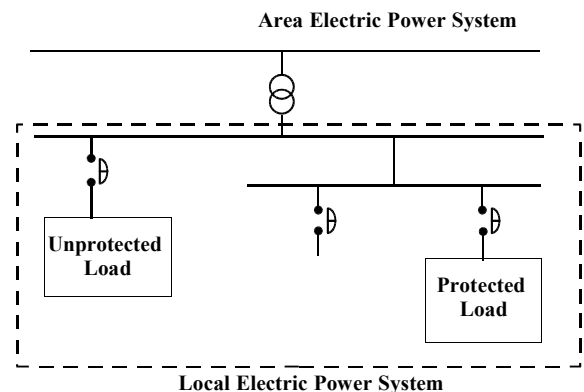 Area Electric Power System
Unprotected
Load
Protected
Load
Local Electric Power System